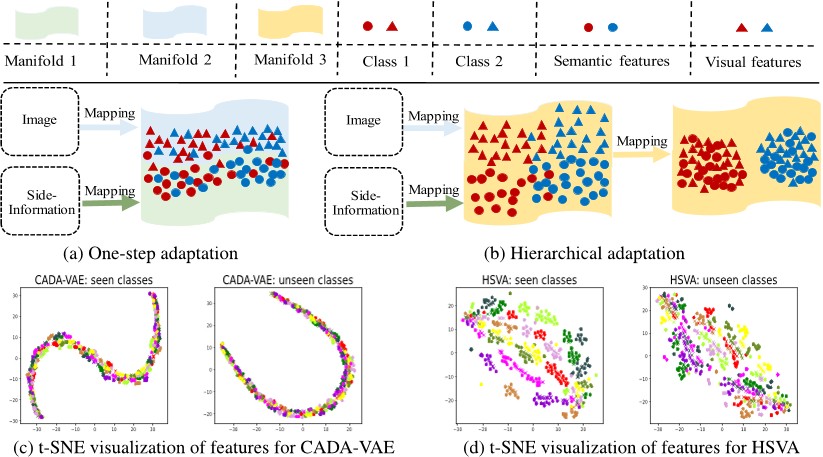 Manifold 1 Manifold 2 Manifold 3 Class 1 Class 2 Semantic features Visual features
Image Mapping Image Mapping Mapping
Side-Information Mapping Side-Information Mapping
(a) One-step adaptation (b) Hierarchical adaptation
CADA-VAE: seen classes CADA-VAE: unseen classes HSVA: seen classes HSVA: unseen classes
(c) t-SNE visualization of features for CADA-VAE (d) t-SNE visualization of features for HSVA